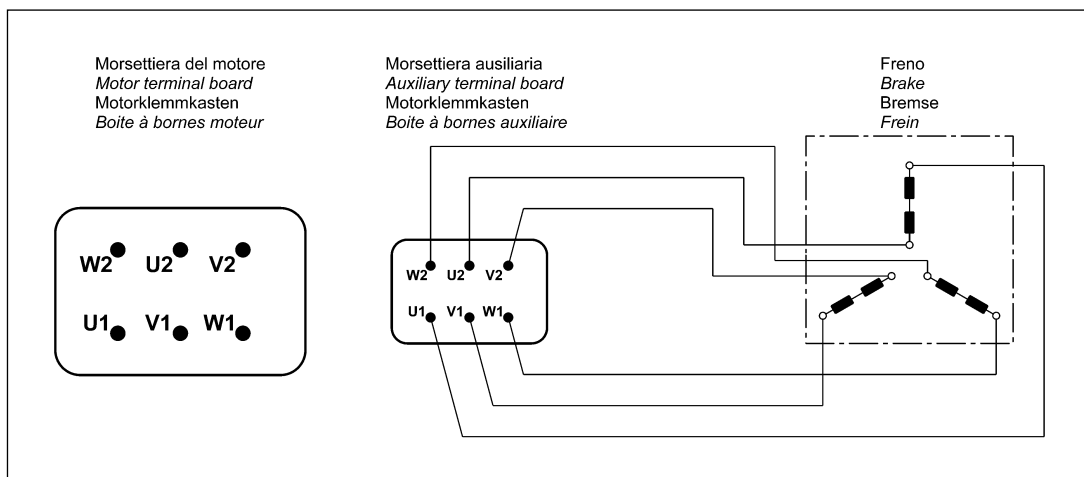 Morsettiera del motore
Motor terminal board
Motorklemmkasten
Boite à bornes moteur
Morsettiera ausiliaria
Auxiliary terminal board
Motorklemmkasten
Boite à bornes auxiliaire
Freno
Brake
Bremse
Frein
W2 U2 V2
U1 V1 W1
W2 U2 V2
U1 V1 W1